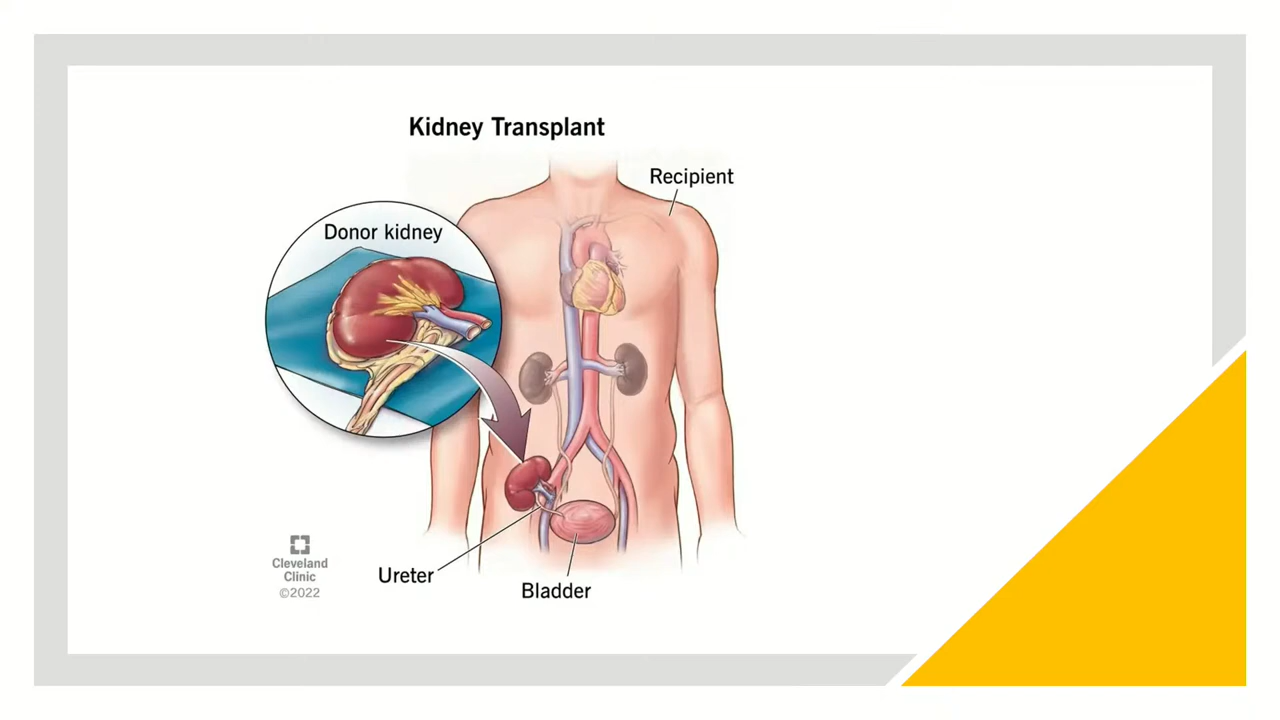 Kidney Transplant
Recipient
Donor kidney
Ureter
Bladder
Cleveland
Clinic
©2022